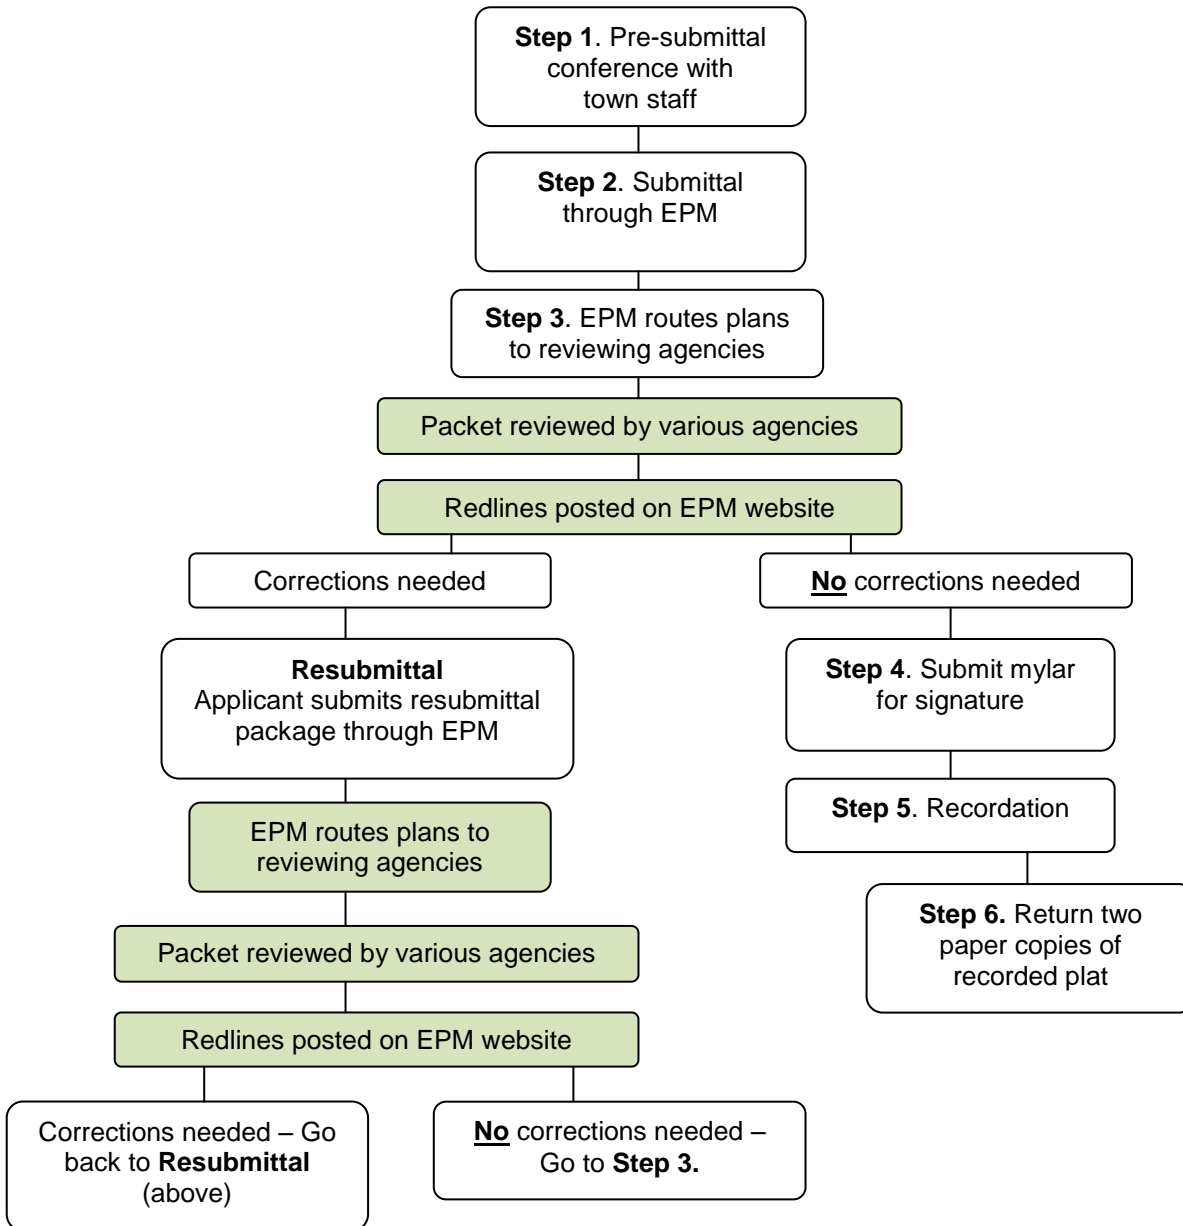 Step 1. Pre-submittal
conference with
town staff
Step 2. Submittal
through EPM
Step 3. EPM routes plans
to reviewing agencies
Packet reviewed by various agencies
Redlines posted on EPM website
Corrections needed
No corrections needed
Resubmittal
Applicant submits resubmittal
package through EPM
Step 4. Submit mylar
for signature
EPM routes plans to
reviewing agencies
Step 5. Recordation
Step 6. Return two
paper copies of
recorded plat
Packet reviewed by various agencies
Redlines posted on EPM website
Corrections needed – Go
back to Resubmittal
(above)
No corrections needed –
Go to Step 3.